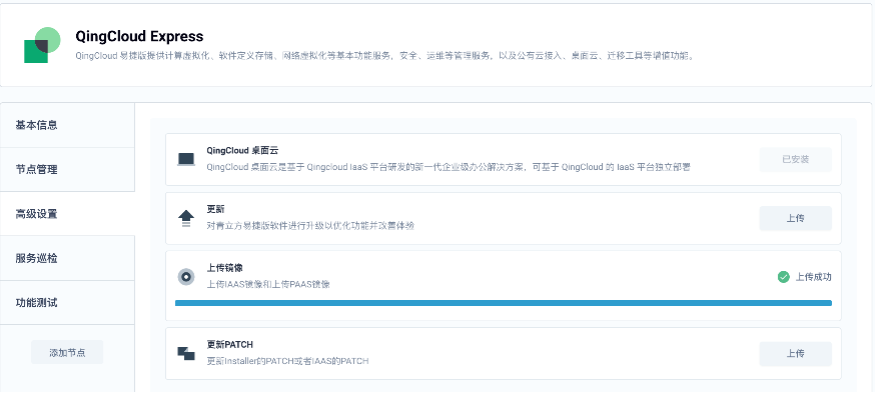 QingCloud Express
QingCloud 易捷版提供计算虚拟化、软件定义存储、网络虚拟化等基本功能服务，安全、运维等管理服务，以及公有云接入、桌面云、迁移工具等增值功能。
基本信息
节点管理
高级设置
服务巡检
功能测试
添加节点
QingCloud 桌面云
QingCloud 桌面云是基于 Qingcloud IaaS 平台研发的新一代企业级办公解决方案，可基于 QingCloud 的 IaaS 平台独立部署
已安装
更新
对青立方易捷版软件进行升级以优化功能并改善体验
上传
上传镜像
上传IAAS镜像和上传PAAS镜像
上传成功
更新PATCH
更新Installer的PATCH或者IAAS的PATCH
上传